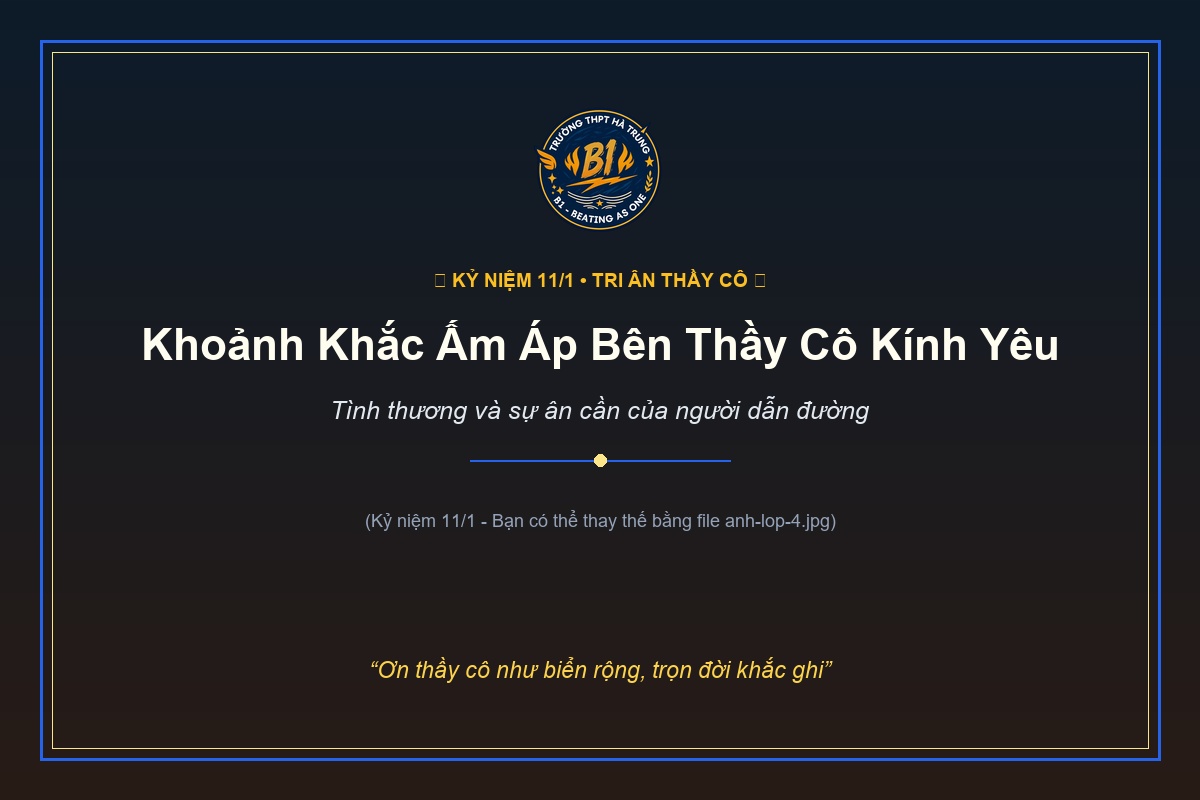 TRƯỜNG THPT HÀ TRUNG
B1
B1 - BEATING AS ONE
KỶ NIỆM 11/1 • TRI ÂN THẦY CÔ
Khoảnh Khắc Ấm Áp Bên Thầy Cô Kính Yêu
Tình thương và sự ân cần của người dẫn đường
(Kỷ niệm 11/1 - Bạn có thể thay thế bằng file anh-lop-4.jpg)
“Ơn thầy cô như biển rộng, trọn đời khắc ghi”